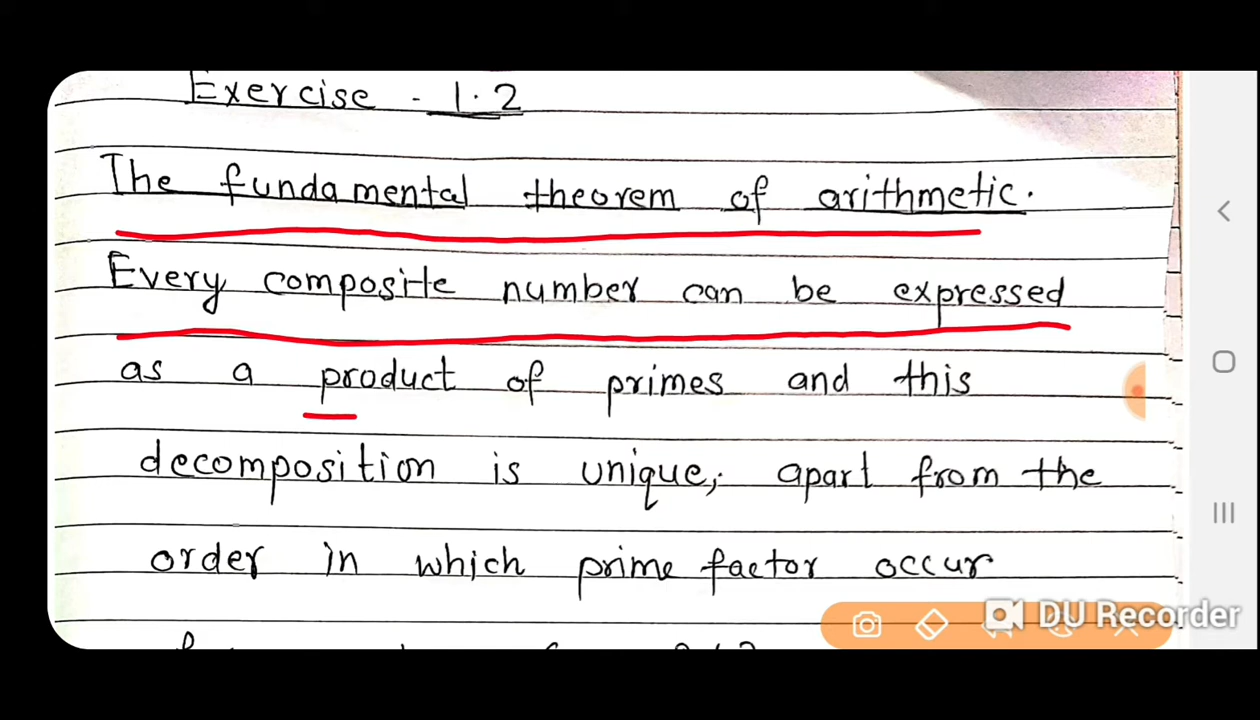 Exercise - 1.2
The fundamental theorem of arithmetic.
Every composite number can be expressed
as a product of primes and this
decomposition is unique, apart from the
order in which prime factor occur
DU Recorder